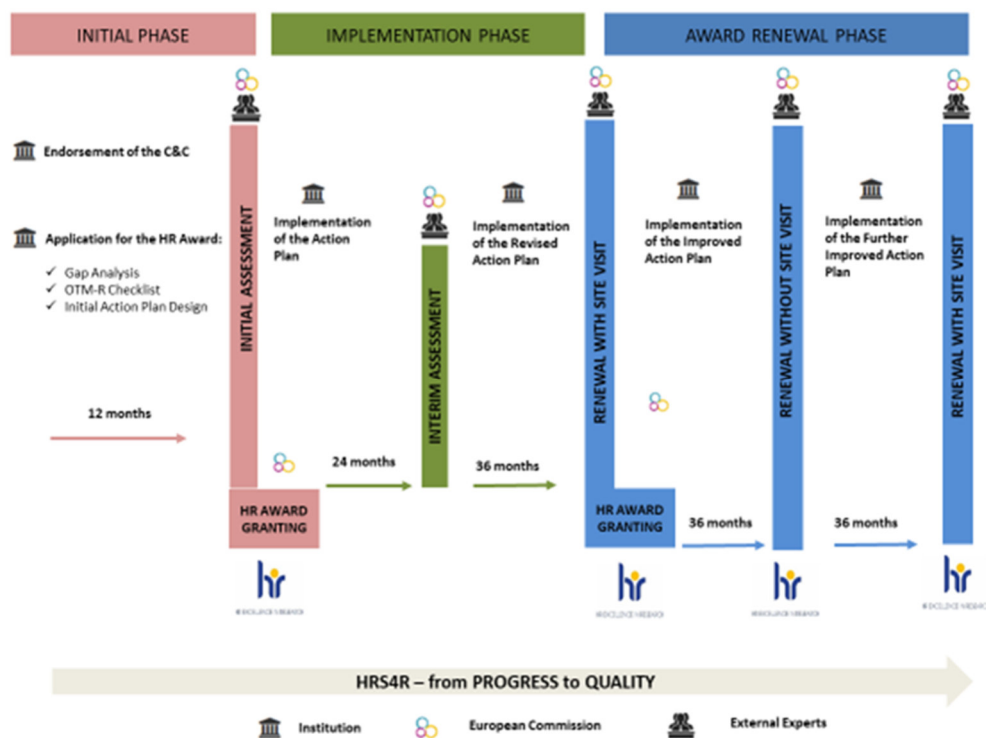 INITIAL PHASE
IMPLEMENTATION PHASE
AWARD RENEWAL PHASE
Endorsement of the C&C
Application for the HR Award:
✓ Gap Analysis
✓ OTM-R Checklist
✓ Initial Action Plan Design
12 months
INITIAL ASSESSMENT
HR AWARD
GRANTING
hr
Implementation
of the Action
Plan
24 months
INTERIM ASSESSMENT
Implementation
of the Revised
Action Plan
36 months
RENEWAL WITH SITE VISIT
HR AWARD
GRANTING
hr
Implementation
of the Improved
Action Plan
36 months
RENEWAL WITHOUT SITE VISIT
hr
Implementation
of the Further
Improved Action
Plan
36 months
RENEWAL WITH SITE VISIT
hr
HRS4R – from PROGRESS to QUALITY
Institution
European Commission
External Experts